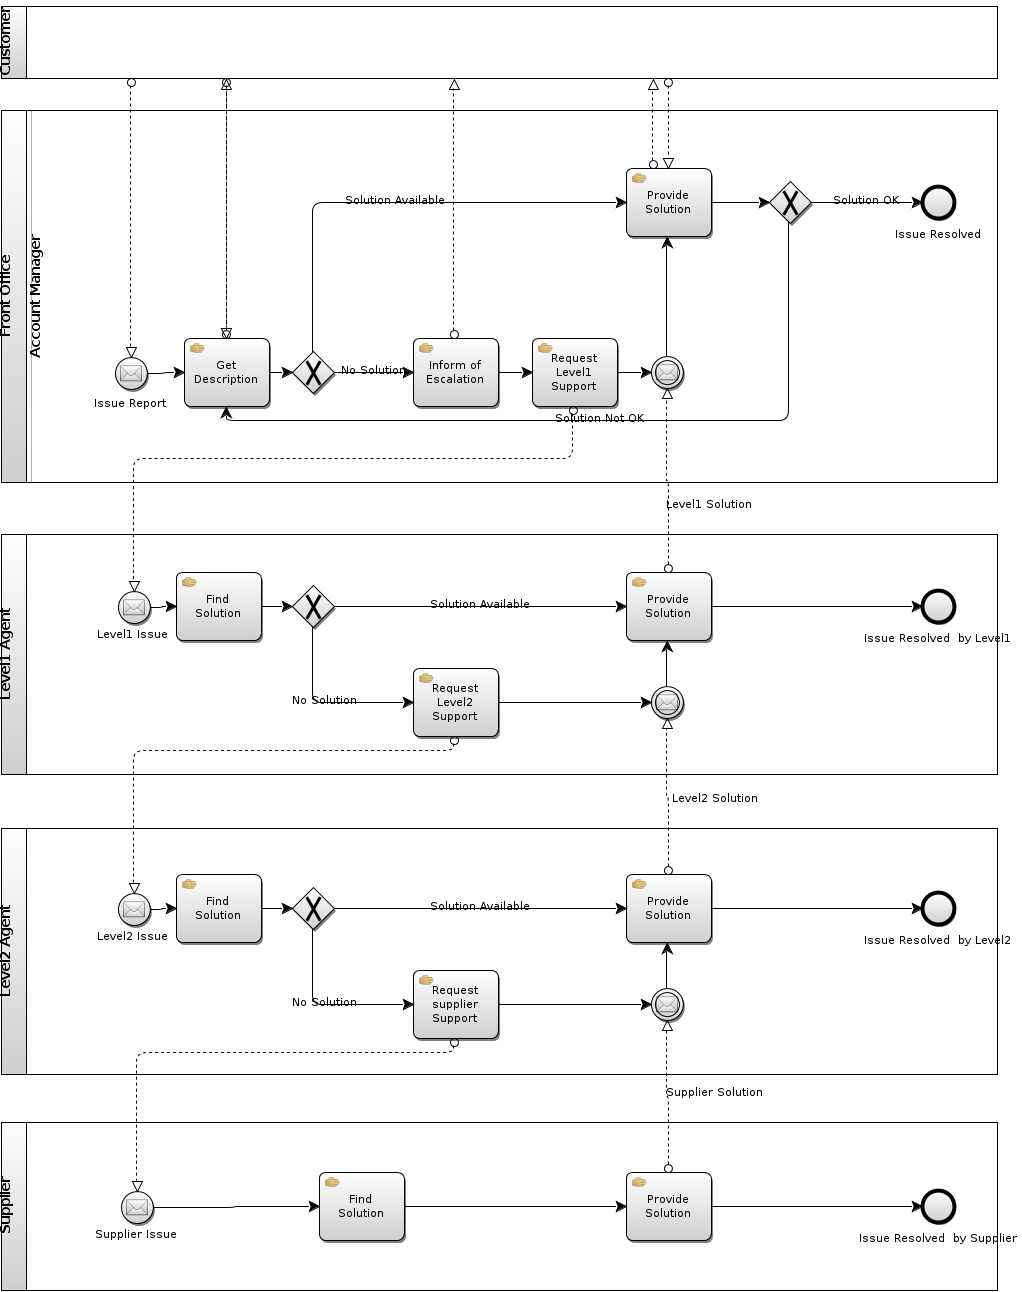 Customer
Front Office
Account Manager
Solution Available
Provide
Solution
Solution OK
Issue Resolved
Issue Report
Get
Description
No Solution
Inform of
Escalation
Request
Level1
Support
Solution Not OK
Level1 Solution
Level1 Agent
Level1 Issue
Find
Solution
Solution Available
Provide
Solution
Issue Resolved  by Level1
No Solution
Request
Level2
Support
Level2 Solution
Level2 Agent
Level2 Issue
Find
Solution
Solution Available
Provide
Solution
Issue Resolved  by Level2
No Solution
Request
supplier
Support
Supplier Solution
Supplier
Supplier Issue
Find
Solution
Provide
Solution
Issue Resolved  by Supplier